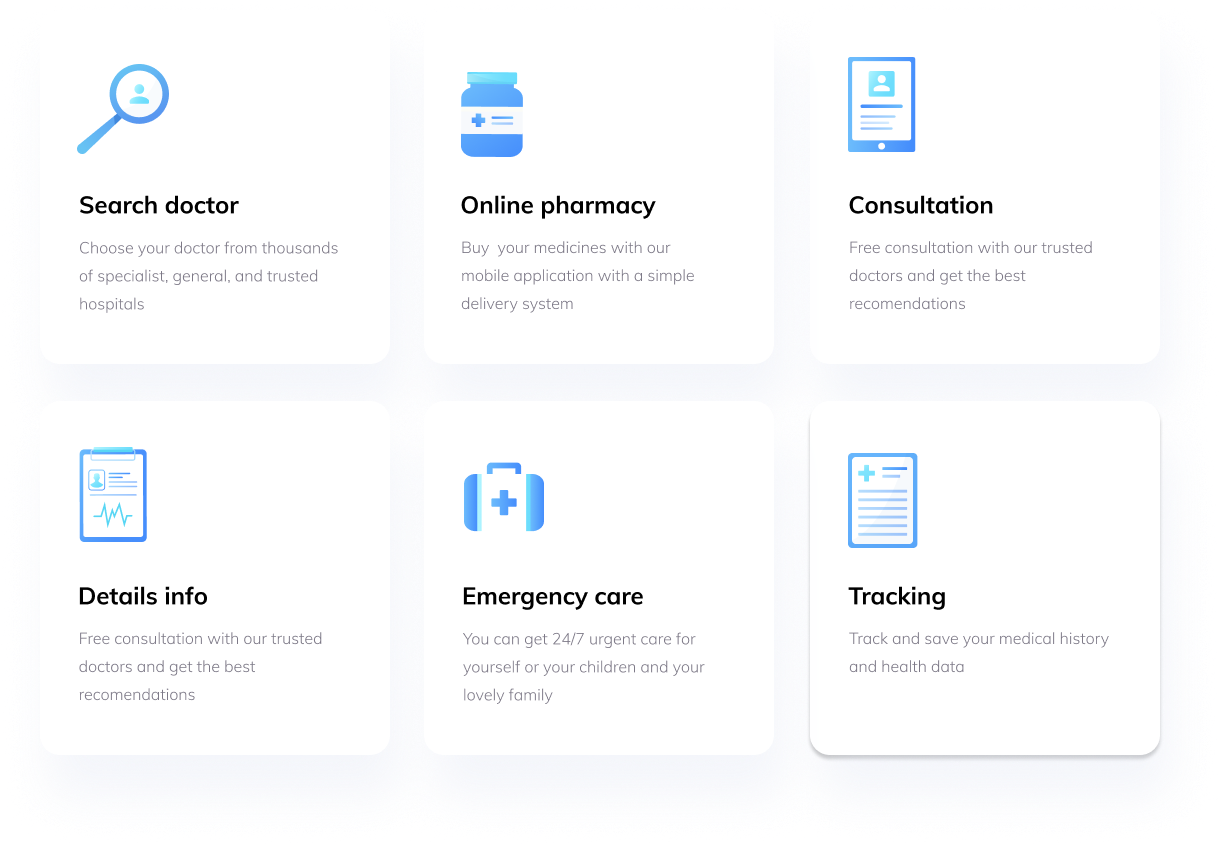 Search doctor
Choose your doctor from thousands
of specialist, general, and trusted
hospitals
Online pharmacy
Buy  your medicines with our
mobile application with a simple
delivery system
Consultation
Free consultation with our trusted
doctors and get the best
recomendations
Details info
Free consultation with our trusted
doctors and get the best
recomendations
Emergency care
You can get 24/7 urgent care for
yourself or your children and your
lovely family
Tracking
Track and save your medical history
and health data